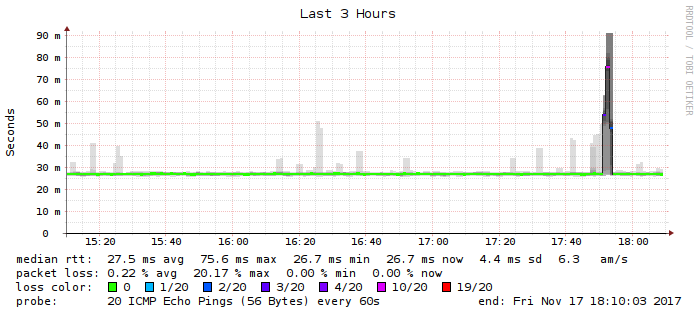 Last 3 Hours
RRDTOOL / TOBI OETIKER
Seconds
90 m
80 m
70 m
60 m
50 m
40 m
30 m
20 m
10 m
0
15:20 15:40 16:00 16:20 16:40 17:00 17:20 17:40 18:00
median rtt: 27.5 ms avg 75.6 ms max 26.7 ms min 26.7 ms now 4.4 ms sd 6.3 am/s
packet loss: 0.22 % avg 20.17 % max 0.00 % min 0.00 % now
loss color: 0 1/20 2/20 3/20 4/20 10/20 19/20
probe: 20 ICMP Echo Pings (56 Bytes) every 60s end: Fri Nov 17 18:10:03 2017